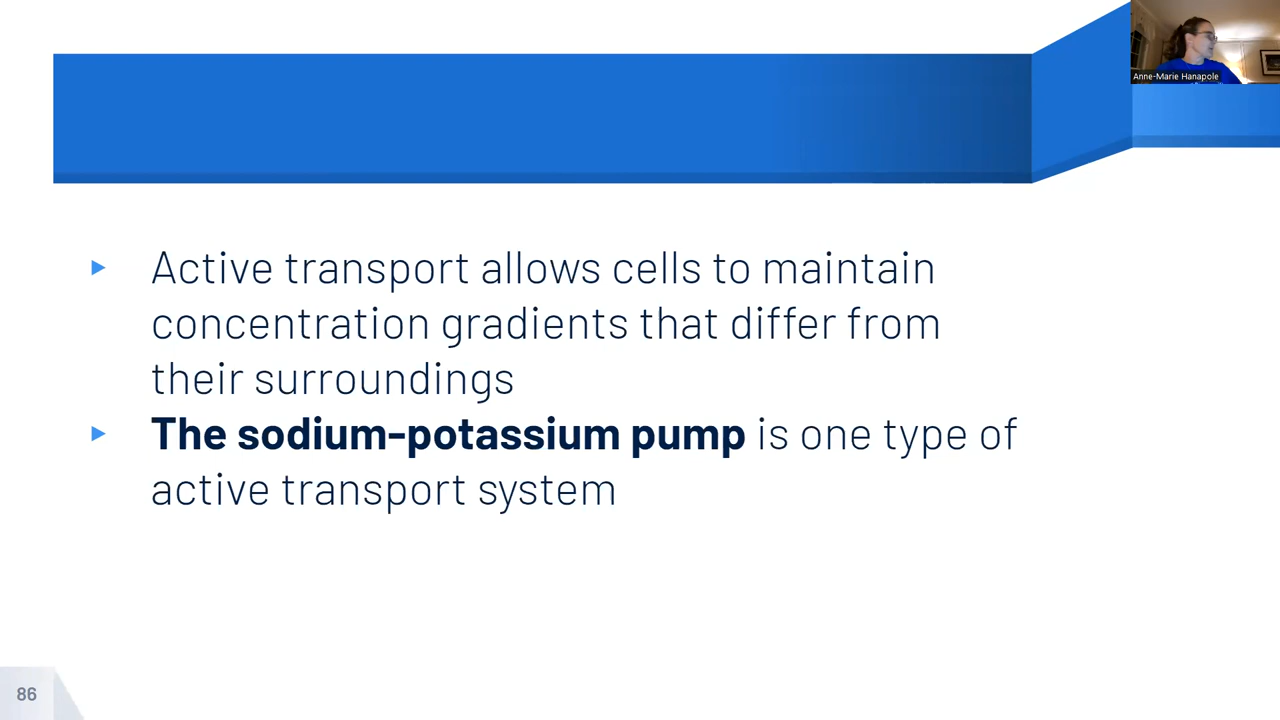 Anne-Marie Hanapole
Active transport allows cells to maintain
concentration gradients that differ from
their surroundings
The sodium-potassium pump is one type of
active transport system
86